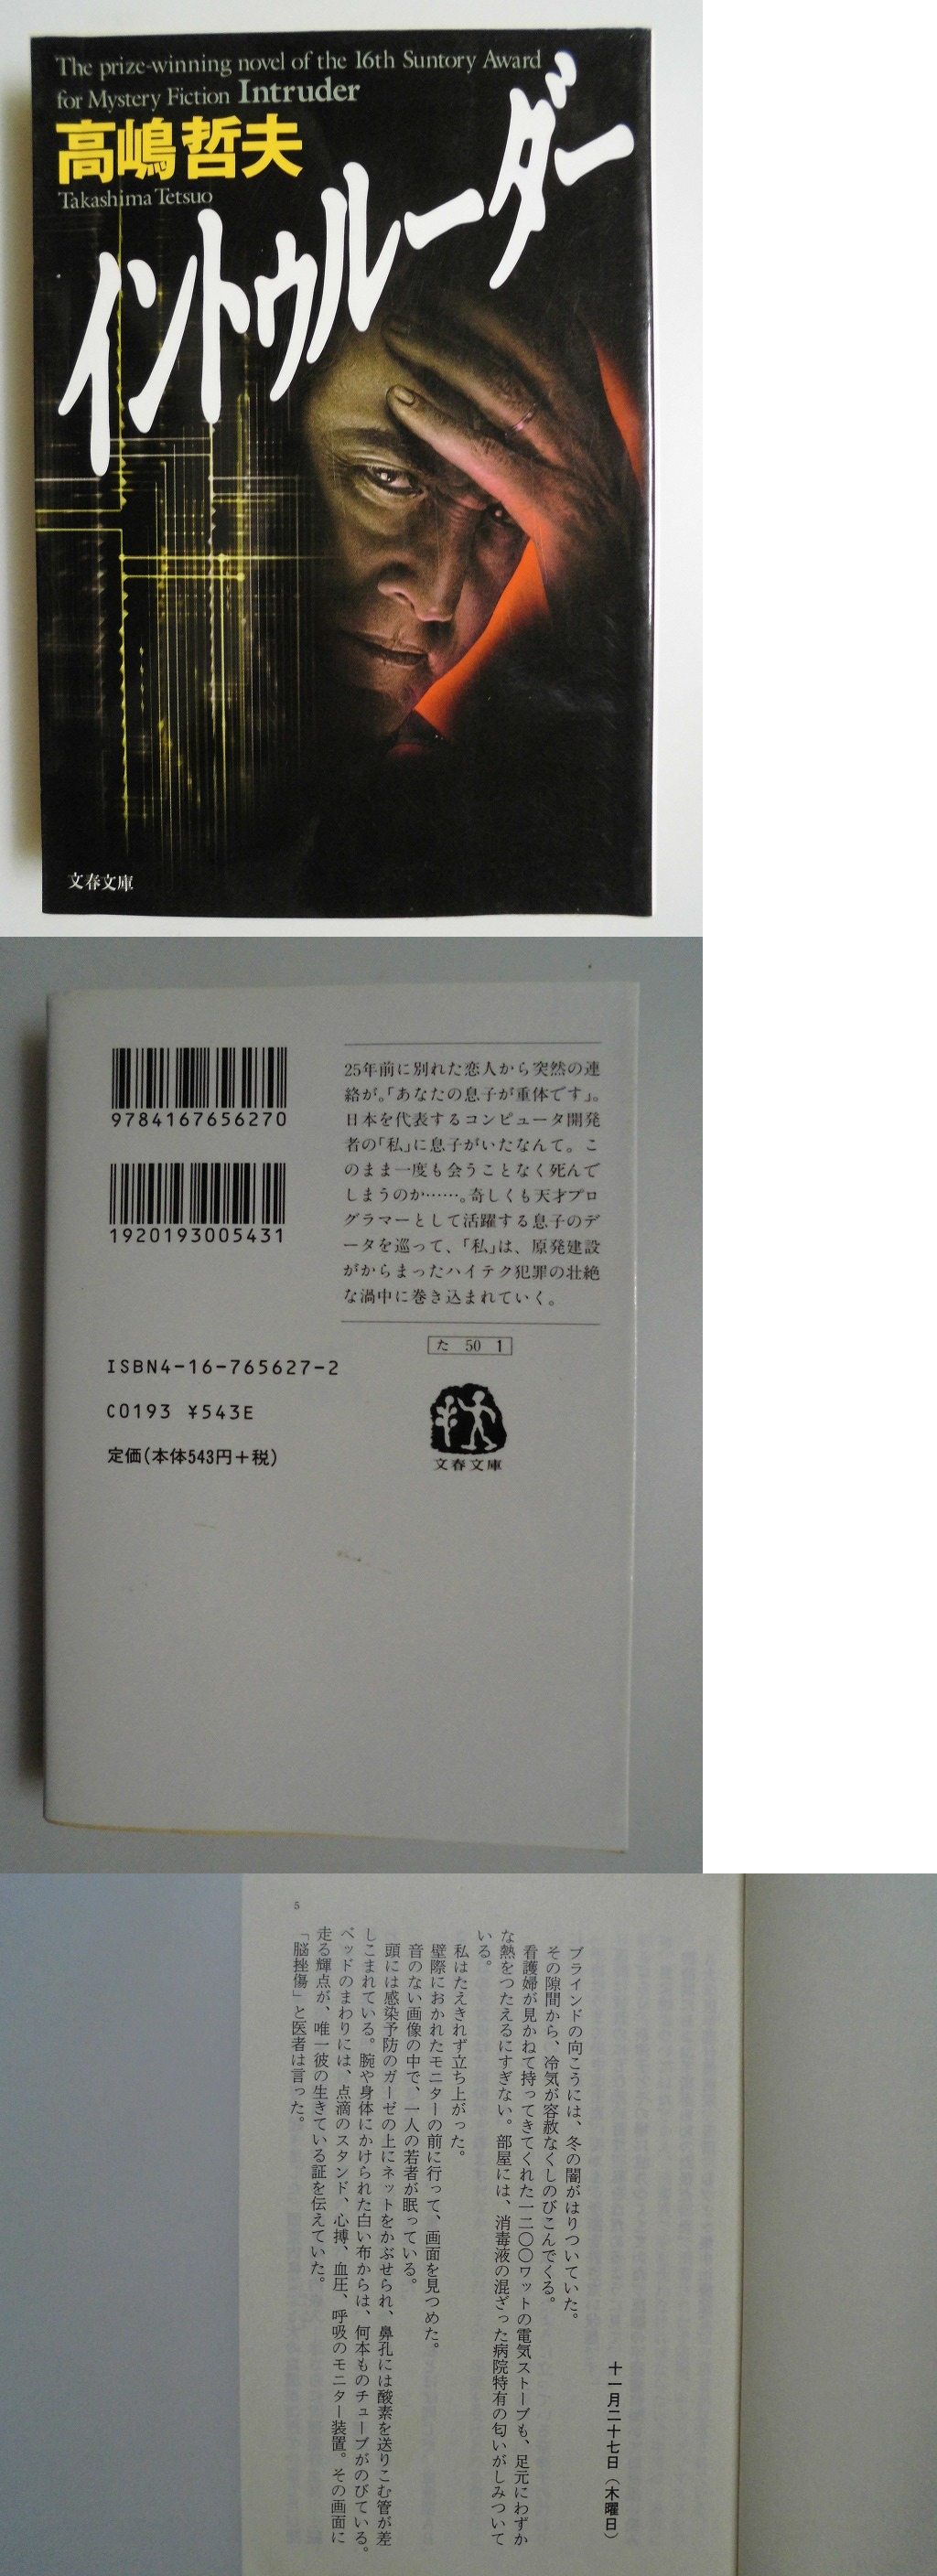 The prize-winning novel of the 16th Suntory Award
for Mystery Fiction Intruder
高嶋哲夫
Takashima Tetsuo
イントゥルーダー
文春文庫
9784167656270
1920193005431
ISBN4-16-765627-2
C0193 ¥543E
定価(本体543円+税)
25年前に別れた恋人から突然の連
絡が。「あなたの息子が重体です」。
日本を代表するコンピュータ開発
者の「私」に息子がいたなんて。こ
のまま一度も会うことなく死んで
しまうのか……。奇しくも天才プロ
グラマーとして活躍する息子のデ
ータを巡って、「私」は、原発建設
がからまったハイテク犯罪の壮絶
な渦中に巻き込まれていく。
た 50 1
文春文庫
十一月二十七日(木曜日)
ブラインドの向こうには、冬の闇がはりついていた。
その隙間から、冷気が容赦なくしのびこんでくる。
看護婦が見かねて持ってきてくれた一二〇〇ワットの電気ストーブも、足元にわずか
な熱をつたえるにすぎない。部屋には、消毒液の混ざった病院特有の匂いがしみついて
いる。
私はたえきれず立ち上がった。
壁際におかれたモニターの前に行って、画面を見つめた。
音のない画像の中で、一人の若者が眠っている。
頭には感染予防のガーゼの上にネットをかぶせられ、鼻孔には酸素を送りこむ管が差
しこまれている。腕や身体にかけられた白い布からは、何本ものチューブがのびている。
ベッドのまわりには、点滴のスタンド、心搏、血圧、呼吸のモニター装置。その画面に
走る輝点が、唯一彼の生きている証を伝えていた。
「脳挫傷」と医者は言った。
5